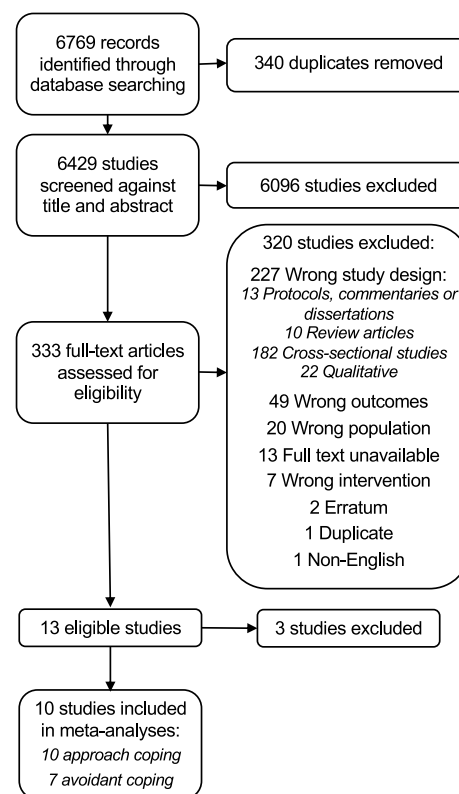 6769 records
identified through
database searching
340 duplicates removed
6429 studies
screened against
title and abstract
6096 studies excluded
333 full-text articles
assessed for
eligibility
320 studies excluded:
227 Wrong study design:
13 Protocols, commentaries or
dissertations
10 Review articles
182 Cross-sectional studies
22 Qualitative
49 Wrong outcomes
20 Wrong population
13 Full text unavailable
7 Wrong intervention
2 Erratum
1 Duplicate
1 Non-English
13 eligible studies
3 studies excluded
10 studies included
in meta-analyses:
10 approach coping
7 avoidant coping